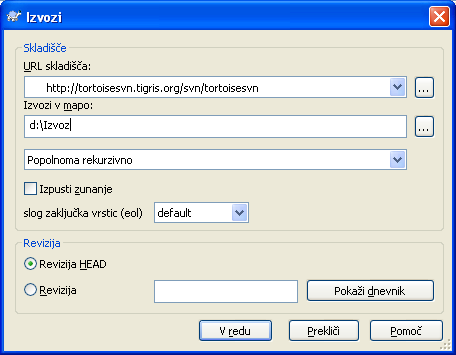 Izvozi
Skladišče
URL skladišča:
http://tortoisesvn.tigris.org/svn/tortoisesvn
...
Izvozi v mapo:
d:\Izvoz
...
Popolnoma rekurzivno
Izpusti zunanje
slog zaključka vrstic (eol) default
Revizija
Revizija HEAD
Revizija Pokaži dnevnik
V redu Prekliči Pomoč